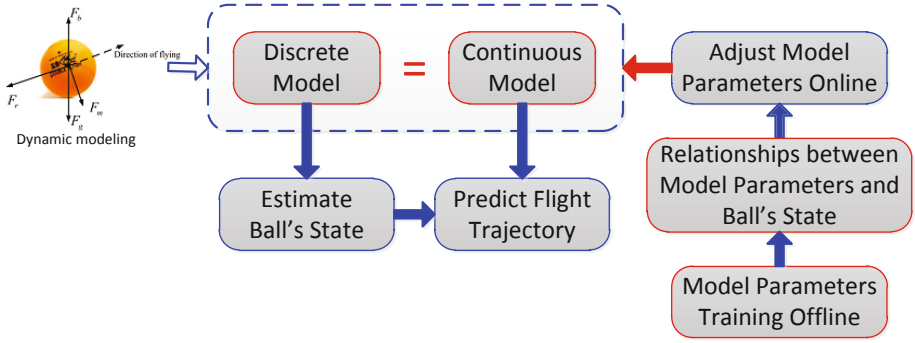 F_b
Direction of flying
F_r
F_m
F_g
Dynamic modeling
Discrete
Model
=
Continuous
Model
Adjust Model
Parameters Online
Estimate
Ball's State
Predict Flight
Trajectory
Relationships between
Model Parameters and
Ball's State
Model Parameters
Training Offline